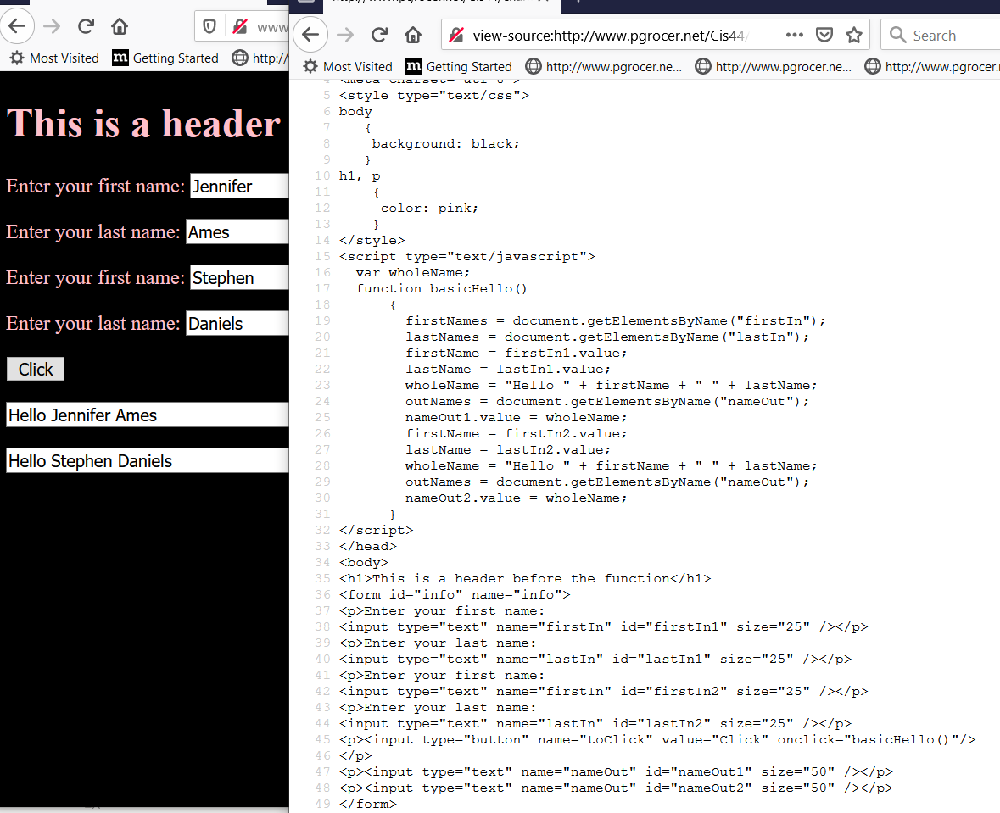 www
Most Visited
Getting Started
http://
This is a header
Enter your first name: Jennifer
Enter your last name: Ames
Enter your first name: Stephen
Enter your last name: Daniels
Click
Hello Jennifer Ames
Hello Stephen Daniels
view-source:http://www.pgrocer.net/Cis44/
Search
Most Visited
Getting Started
http://www.pgrocer.ne...
http://www.pgrocer.ne...
http://www.pgrocer.
4 <meta charset="utf-8">
5 <style type="text/css">
6 body
7 {
8 background: black;
9 }
10 h1, p
11 {
12 color: pink;
13 }
14 </style>
15 <script type="text/javascript">
16 var wholeName;
17 function basicHello()
18 {
19 firstNames = document.getElementsByName("firstIn");
20 lastNames = document.getElementsByName("lastIn");
21 firstName = firstIn1.value;
22 lastName = lastIn1.value;
23 wholeName = "Hello " + firstName + " " + lastName;
24 outNames = document.getElementsByName("nameOut");
25 nameOut1.value = wholeName;
26 firstName = firstIn2.value;
27 lastName = lastIn2.value;
28 wholeName = "Hello " + firstName + " " + lastName;
29 outNames = document.getElementsByName("nameOut");
30 nameOut2.value = wholeName;
31 }
32 </script>
33 </head>
34 <body>
35 <h1>This is a header before the function</h1>
36 <form id="info" name="info">
37 <p>Enter your first name:
38 <input type="text" name="firstIn" id="firstIn1" size="25" /></p>
39 <p>Enter your last name:
40 <input type="text" name="lastIn" id="lastIn1" size="25" /></p>
41 <p>Enter your first name:
42 <input type="text" name="firstIn" id="firstIn2" size="25" /></p>
43 <p>Enter your last name:
44 <input type="text" name="lastIn" id="lastIn2" size="25" /></p>
45 <p><input type="button" name="toClick" value="Click" onclick="basicHello()"/>
46 </p>
47 <p><input type="text" name="nameOut" id="nameOut1" size="50" /></p>
48 <p><input type="text" name="nameOut" id="nameOut2" size="50" /></p>
49 </form>